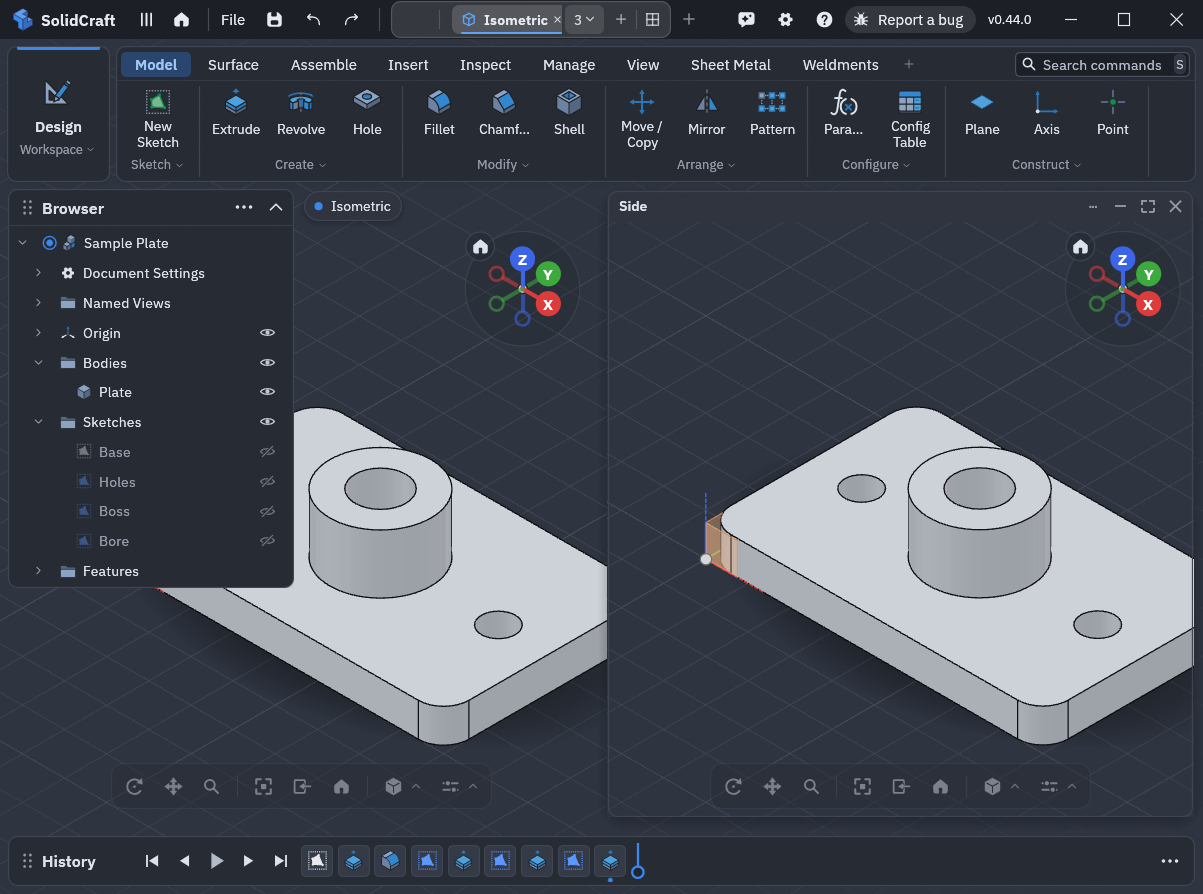 SolidCraft
File
Isometric
3
Report a bug
v0.44.0
Design
Workspace
Model
Surface
Assemble
Insert
Inspect
Manage
View
Sheet Metal
Weldments
Search commands
S
New Sketch
Extrude
Revolve
Hole
Fillet
Chamf...
Shell
Move / Copy
Mirror
Pattern
Para...
Config Table
Plane
Axis
Point
Sketch
Create
Modify
Arrange
Configure
Construct
Browser
Sample Plate
Document Settings
Named Views
Origin
Bodies
Plate
Sketches
Base
Holes
Boss
Bore
Features
Isometric
Z
Y
X
Side
Z
Y
X
History